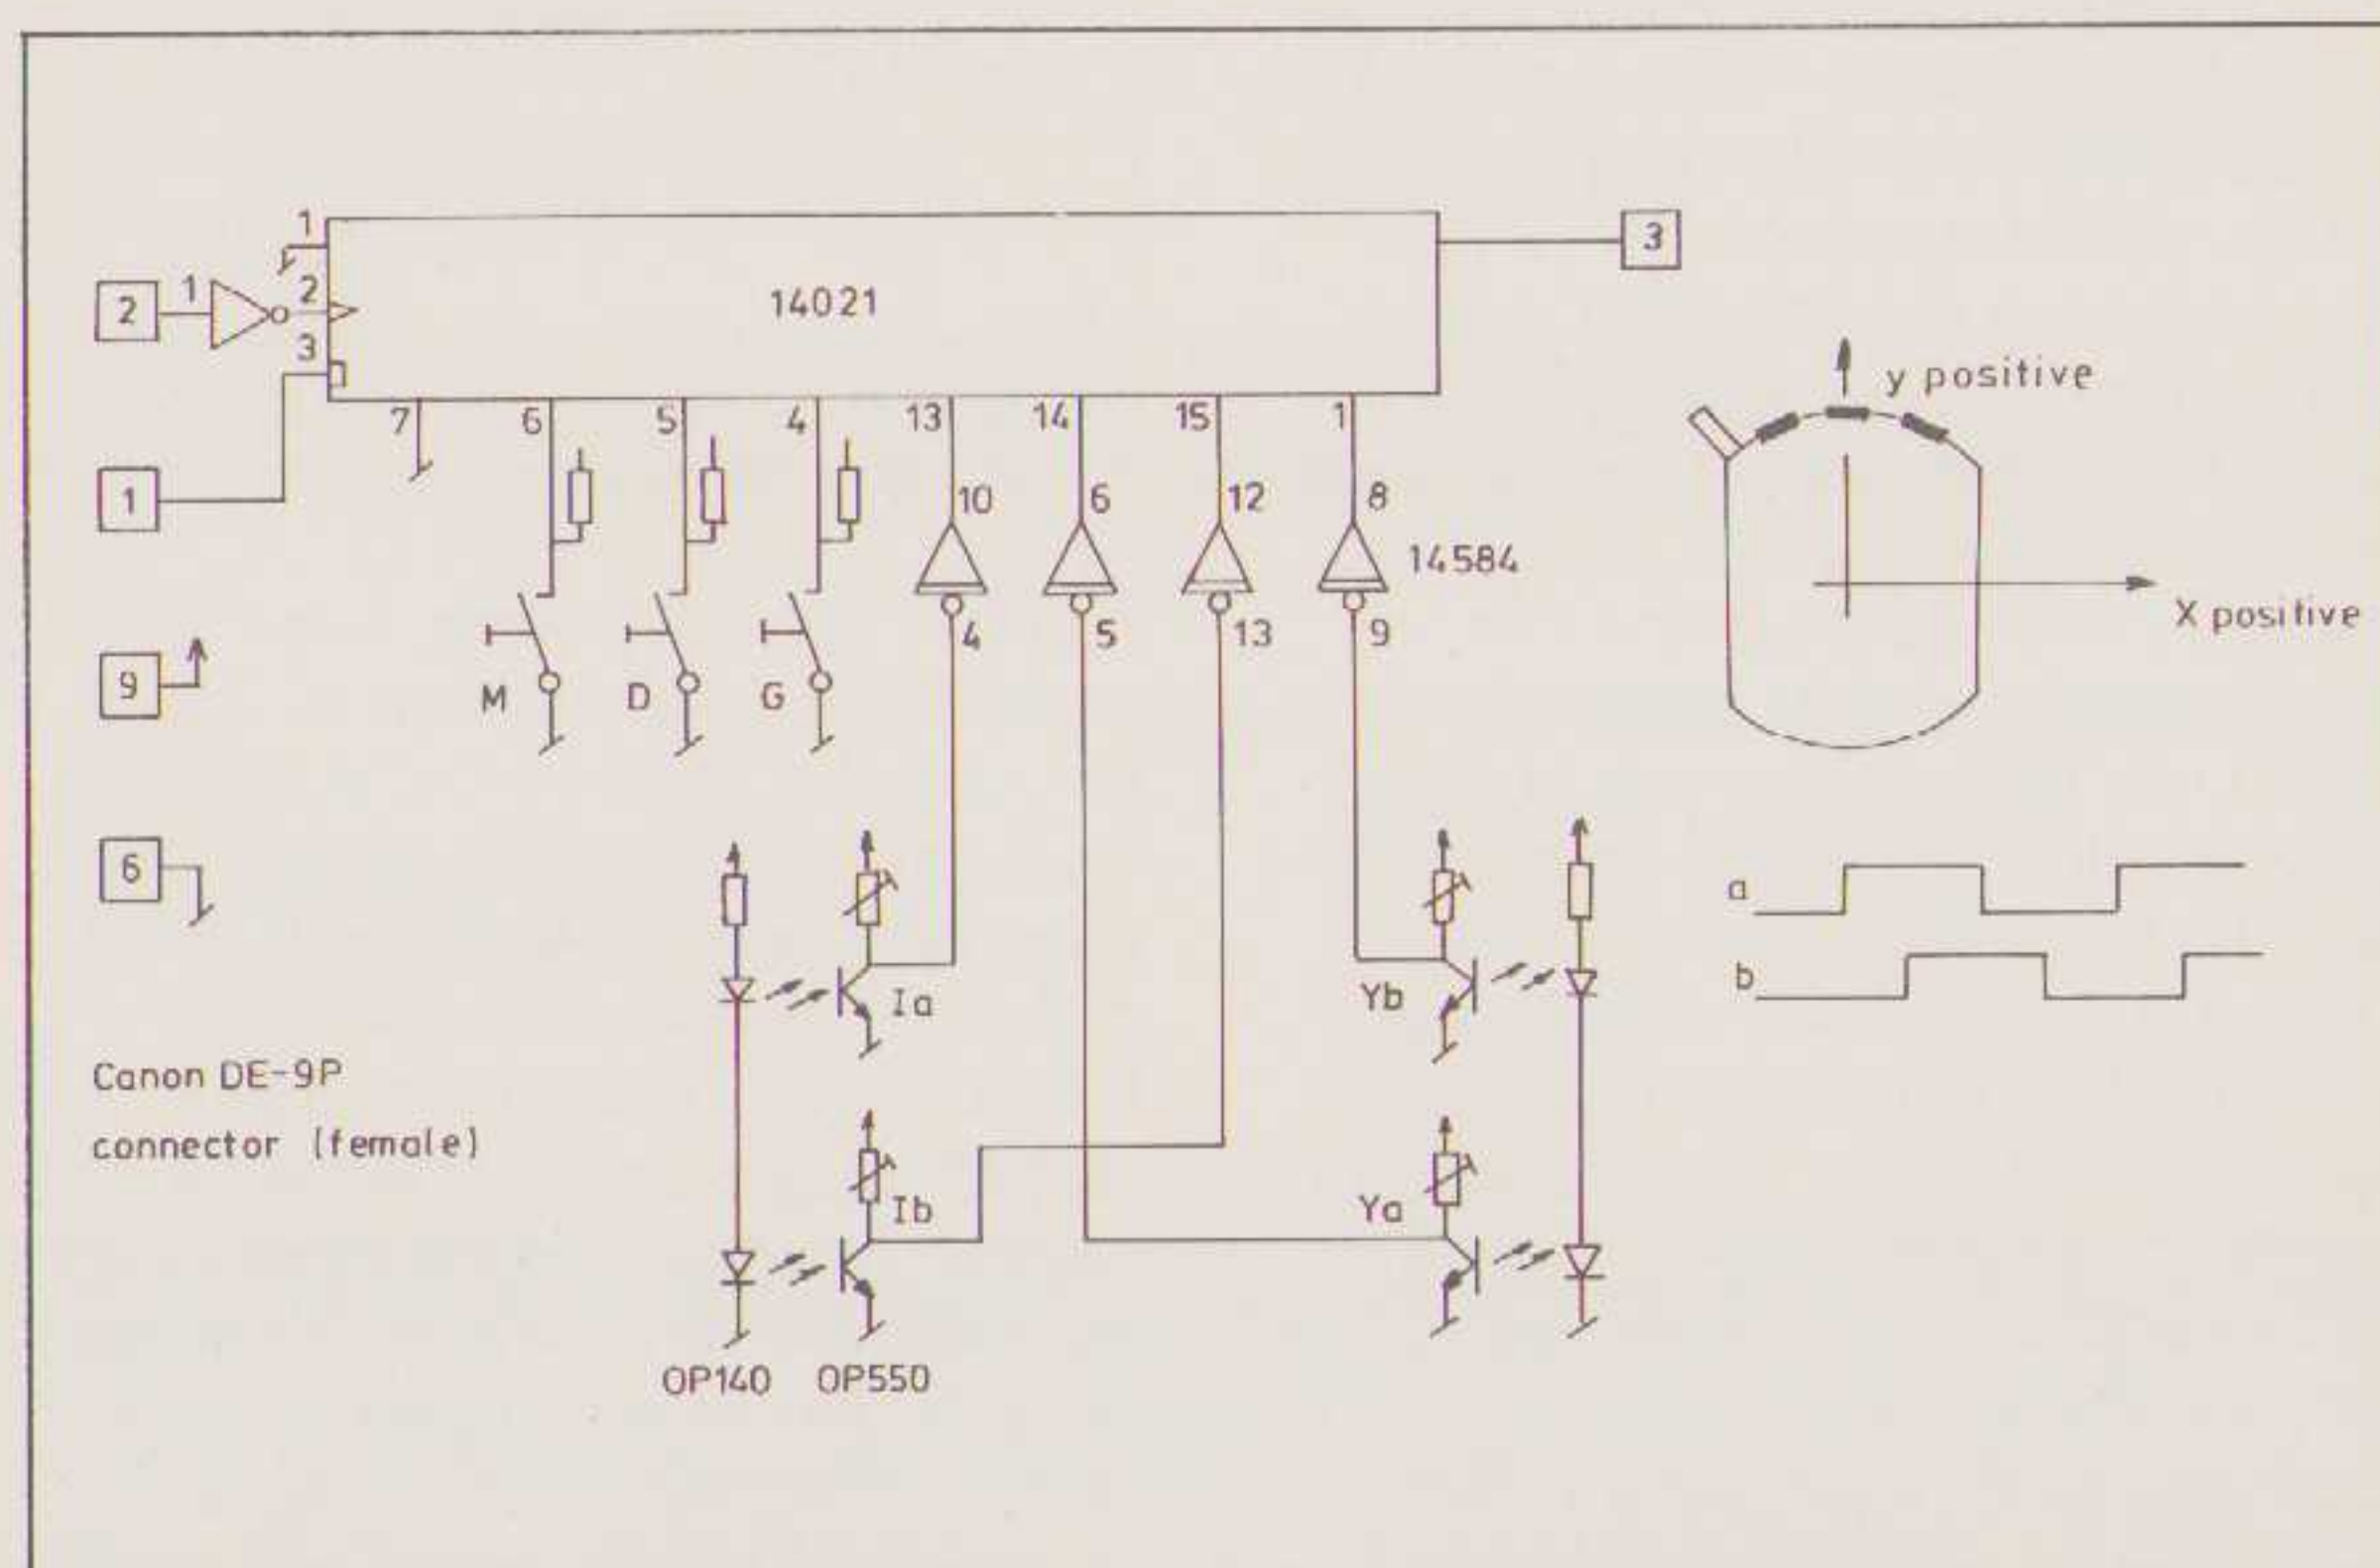 1
2 1 2
3
14021
3
1
7 6 5 4 13 14 15 1
10 6 12 8
14584
4 5 13 9
9
M D G
6
y positive
X positive
a
b
Ia
Yb
Ib
Ya
Canon DE-9P
connector (female)
OP140 OP550